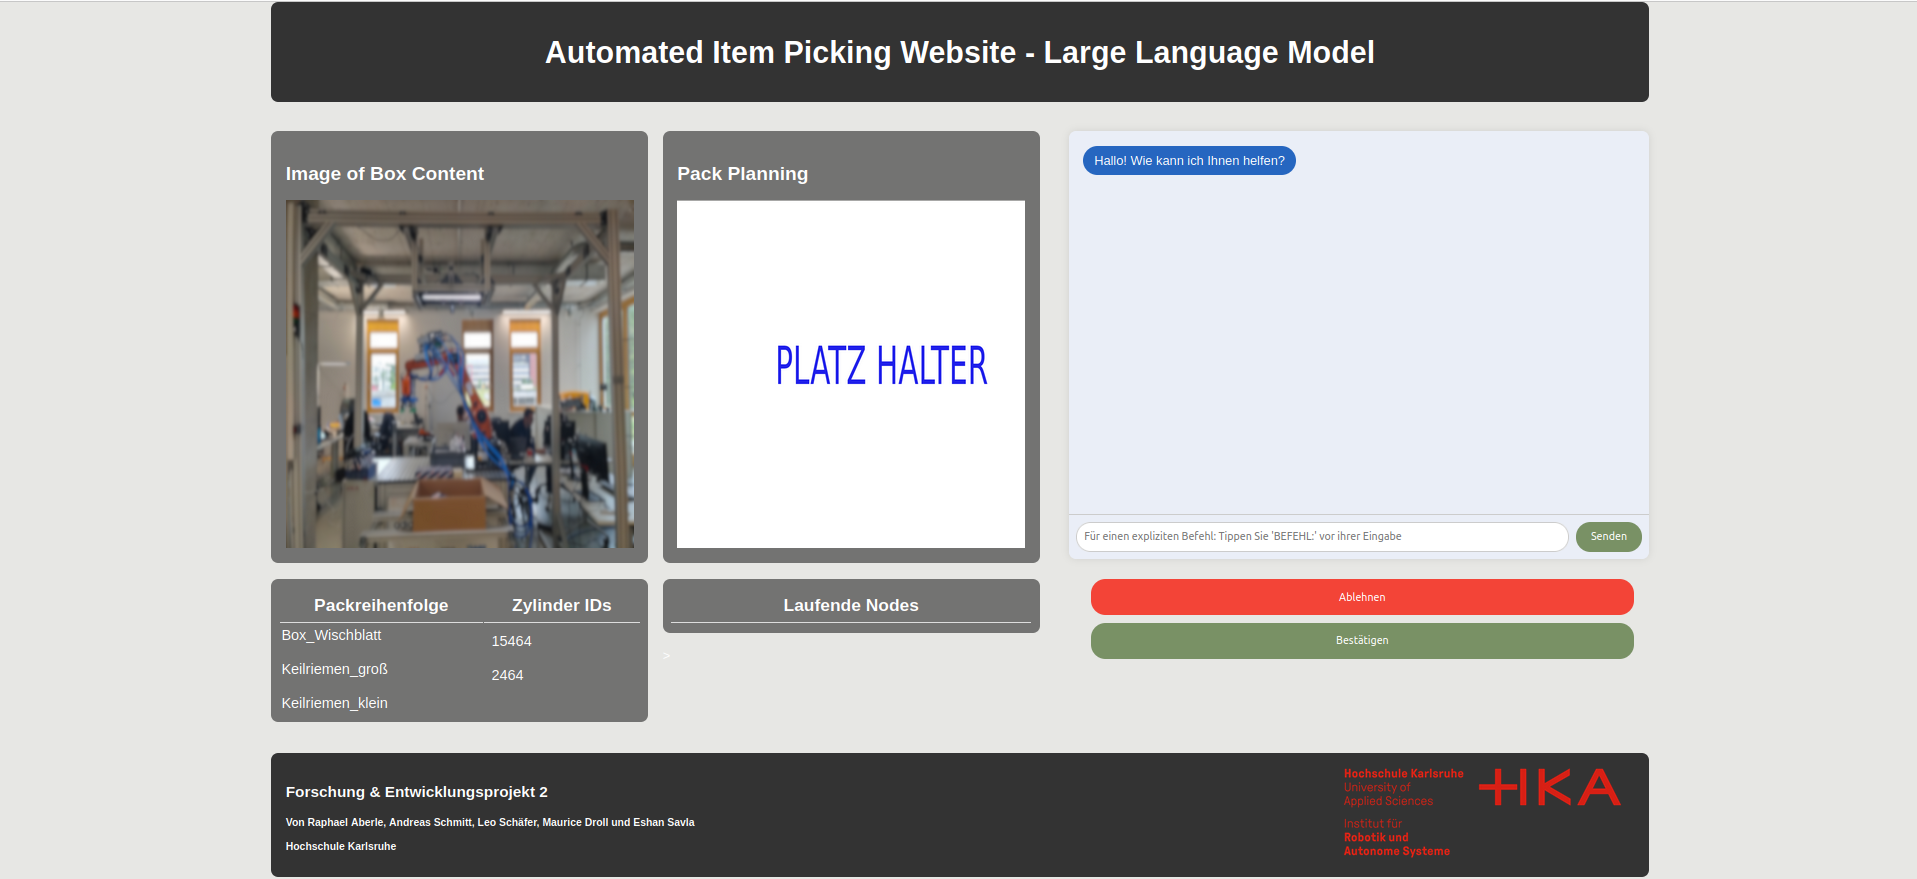 Automated Item Picking Website - Large Language Model
Image of Box Content
Pack Planning
PLATZ HALTER
Hallo! Wie kann ich Ihnen helfen?
Für einen expliziten Befehl: Tippen Sie 'BEFEHL:' vor ihrer Eingabe
Senden
Ablehnen
Bestätigen
Packreihenfolge
Zylinder IDs
Box_Wischblatt
15464
Keilriemen_groß
2464
Keilriemen_klein
Laufende Nodes
>
Forschung & Entwicklungsprojekt 2
Von Raphael Aberle, Andreas Schmitt, Leo Schäfer, Maurice Droll und Eshan Savla
Hochschule Karlsruhe
Hochschule Karlsruhe
University of
Applied Sciences
HKA
Institut für
Robotik und
Autonome Systeme